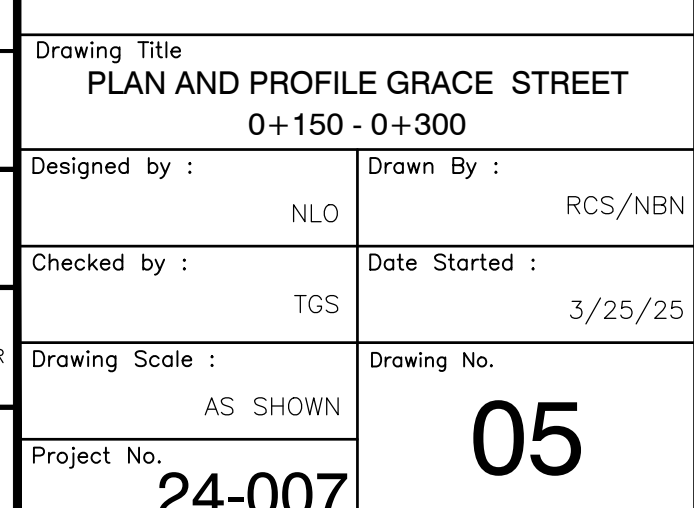 Drawing Title
PLAN AND PROFILE GRACE STREET
0+150 - 0+300
Designed by :
NLO
Drawn By :
RCS/NBN
Checked by :
TGS
Date Started :
3/25/25
R
Drawing Scale :
AS SHOWN
Drawing No.
05
Project No.
24-007